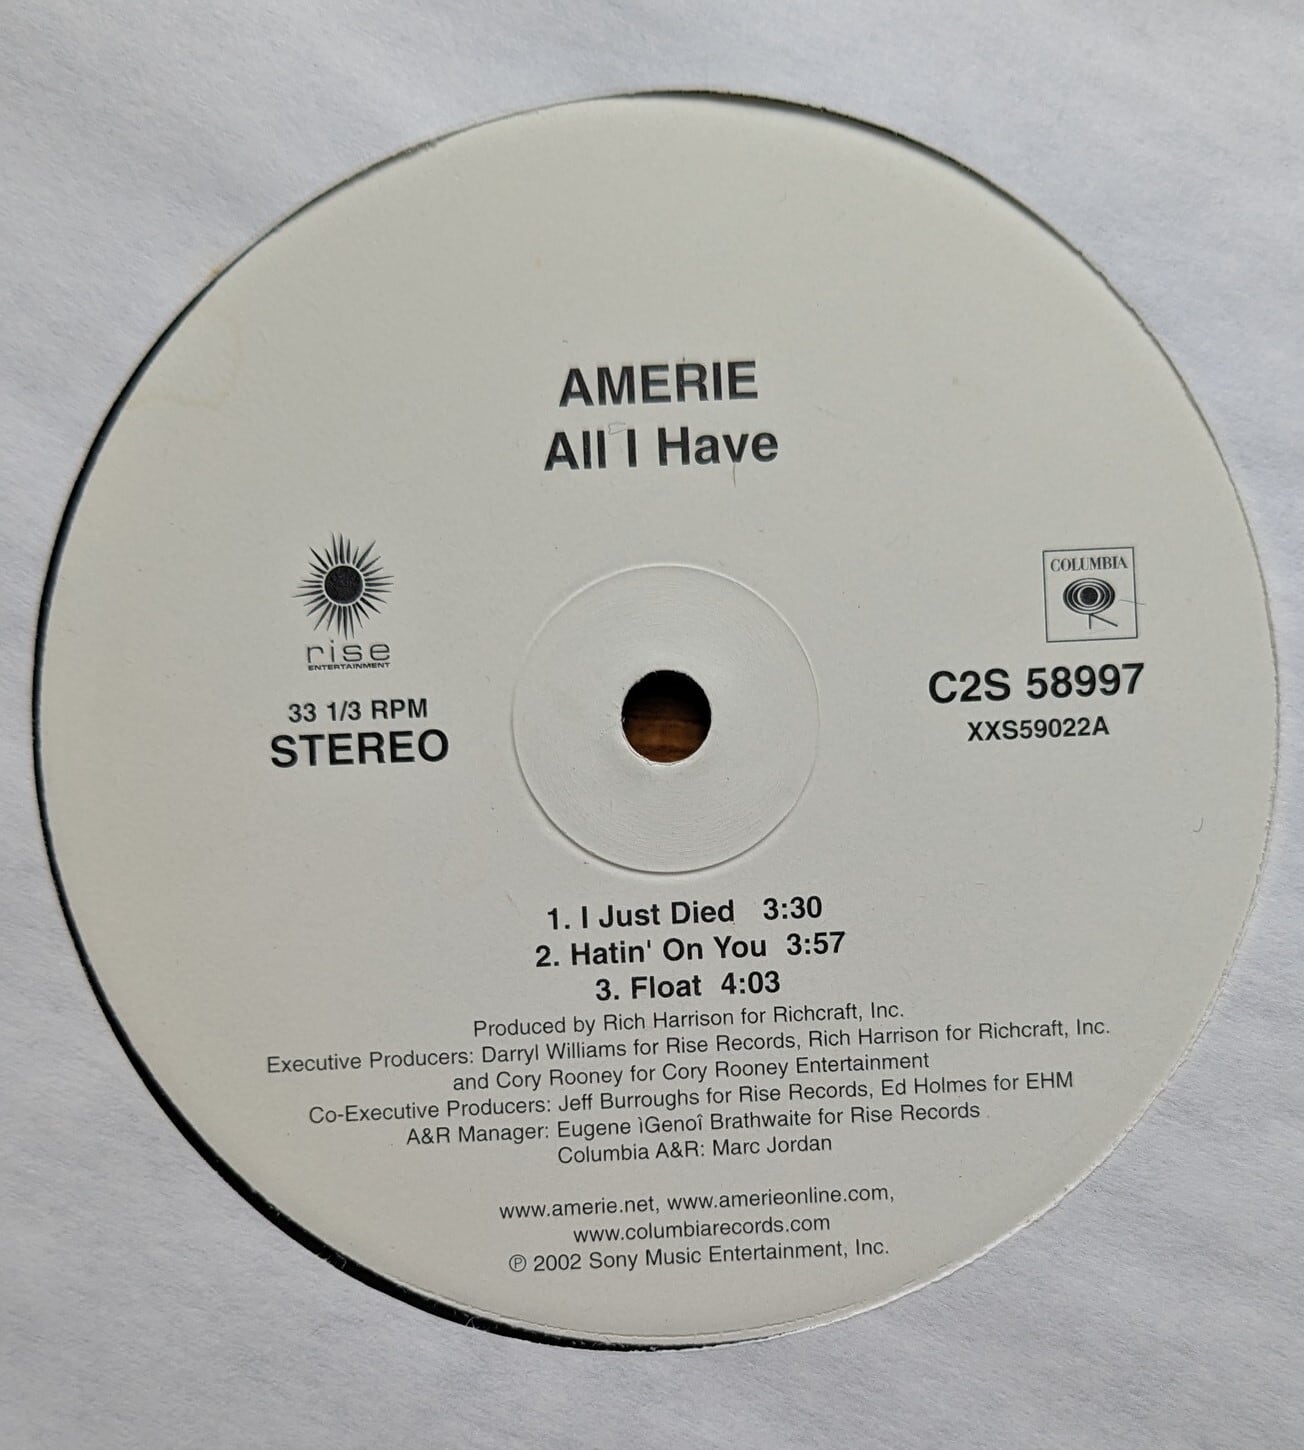 AMERIE
All I Have
rise
ENTERTAINMENT
33 1/3 RPM
STEREO
COLUMBIA
C2S 58997
XXS59022A
1. I Just Died 3:30
2. Hatin' On You 3:57
3. Float 4:03
Produced by Rich Harrison for Richcraft, Inc.
Executive Producers: Darryl Williams for Rise Records, Rich Harrison for Richcraft, Inc.
and Cory Rooney for Cory Rooney Entertainment
Co-Executive Producers: Jeff Burroughs for Rise Records, Ed Holmes for EHM
A&R Manager: Eugene ìGenoî Brathwaite for Rise Records
Columbia A&R: Marc Jordan
www.amerie.net, www.amerieonline.com,
www.columbiarecords.com
℗ 2002 Sony Music Entertainment, Inc.